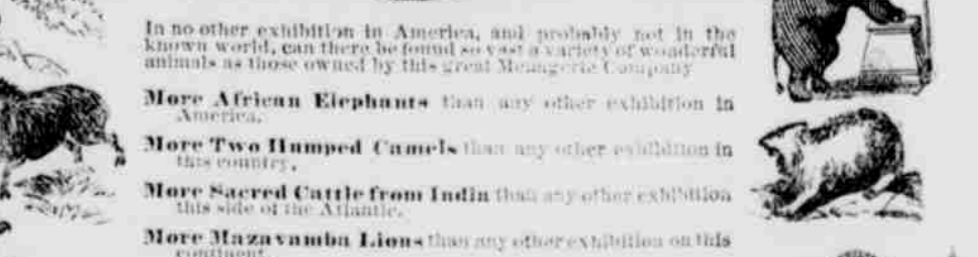 In no other exhibition in America, and probably not in the
known world, can there be found so vast a variety of wonderful
animals as those owned by this great Menagerie Company
More African Elephants than any other exhibition in
America.
More Two Humped Camels than any other exhibition in
this country.
More Sacred Cattle from India than any other exhibition
this side of the Atlantic.
More Mazavamba Lions than any other exhibition on this
continent.